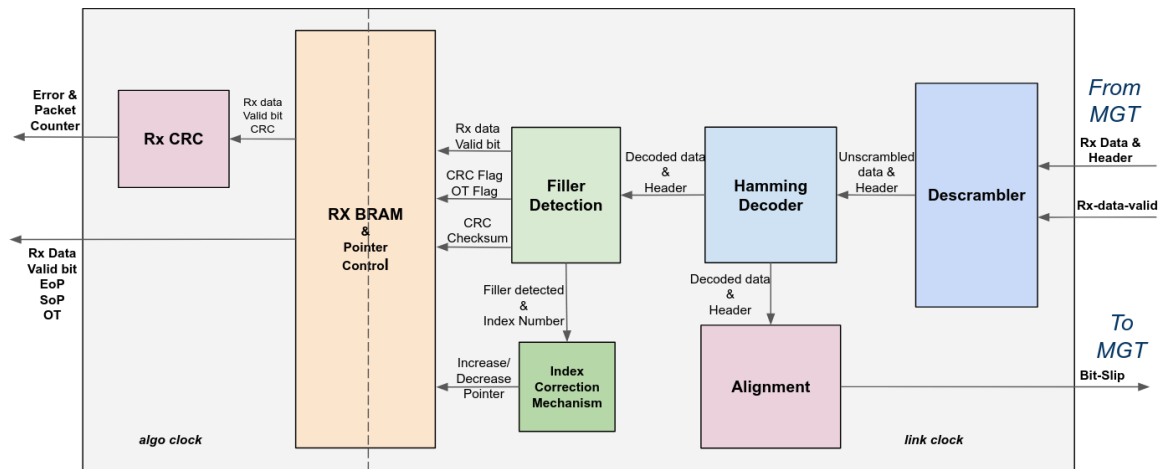 Error &
Packet
Counter
Rx CRC
Rx data
Valid bit
CRC
Rx Data
Valid bit
EoP
SoP
OT
RX BRAM
&
Pointer
Control
Rx data
Valid bit
CRC Flag
OT Flag
CRC
Checksum
Filler
Detection
Filler detected
&
Index Number
Increase/
Decrease
Pointer
Index
Correction
Mechanism
Decoded data
&
Header
Hamming
Decoder
Decoded data
&
Header
Alignment
Unscrambled
data &
Header
Descrambler
From
MGT
Rx Data &
Header
Rx-data-valid
To
MGT
Bit-Slip
algo clock
link clock